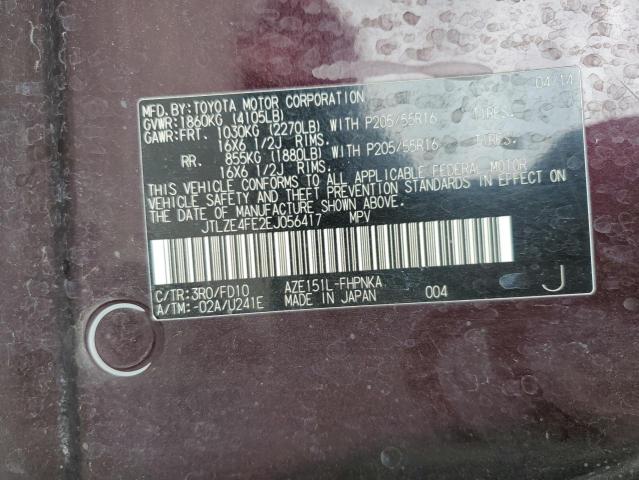 MFD.BY:TOYOTA MOTOR CORPORATION 04/14
GVWR:1860KG (4105LB)
GAWR:FRT. 1030KG (2270LB) WITH P205/55R16 TIRES,
16X6 1/2J RIMS.
RR. 855KG (1880LB) WITH P205/55R16 TIRES,
16X6 1/2J RIMS.
THIS VEHICLE CONFORMS TO ALL APPLICABLE FEDERAL MOTOR
VEHICLE SAFETY AND THEFT PREVENTION STANDARDS IN EFFECT ON
THE DATE OF MANUFACTURE SHOWN ABOVE.
JTLZE4FE2EJ056417 MPV
C/TR:3R0/FD10 AZE151L-FHPNKA
A/TM:-02A/U241E MADE IN JAPAN 004 J